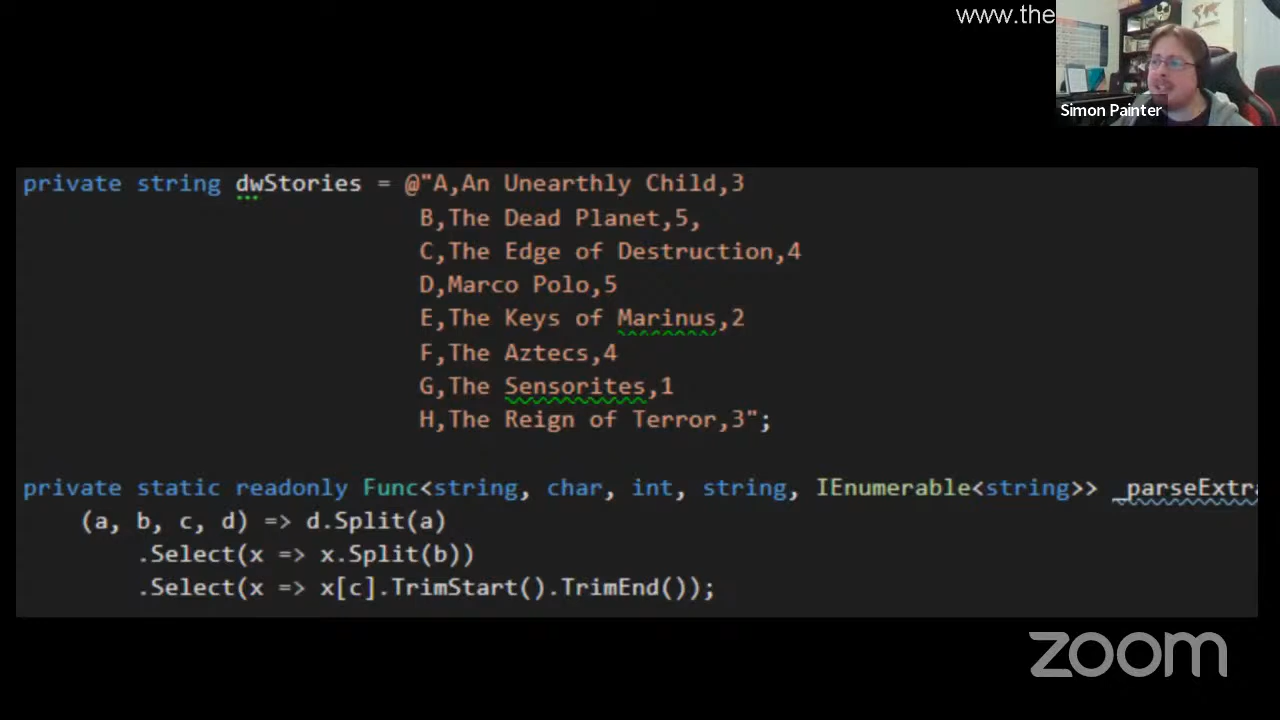 www.the
Simon Painter
private string dwStories = @"A,An Unearthly Child,3
B,The Dead Planet,5,
C,The Edge of Destruction,4
D,Marco Polo,5
E,The Keys of Marinus,2
F,The Aztecs,4
G,The Sensorites,1
H,The Reign of Terror,3";
private static readonly Func<string, char, int, string, IEnumerable<string>> _parseExtra
(a, b, c, d) => d.Split(a)
.Select(x => x.Split(b))
.Select(x => x[c].TrimStart().TrimEnd());
zoom